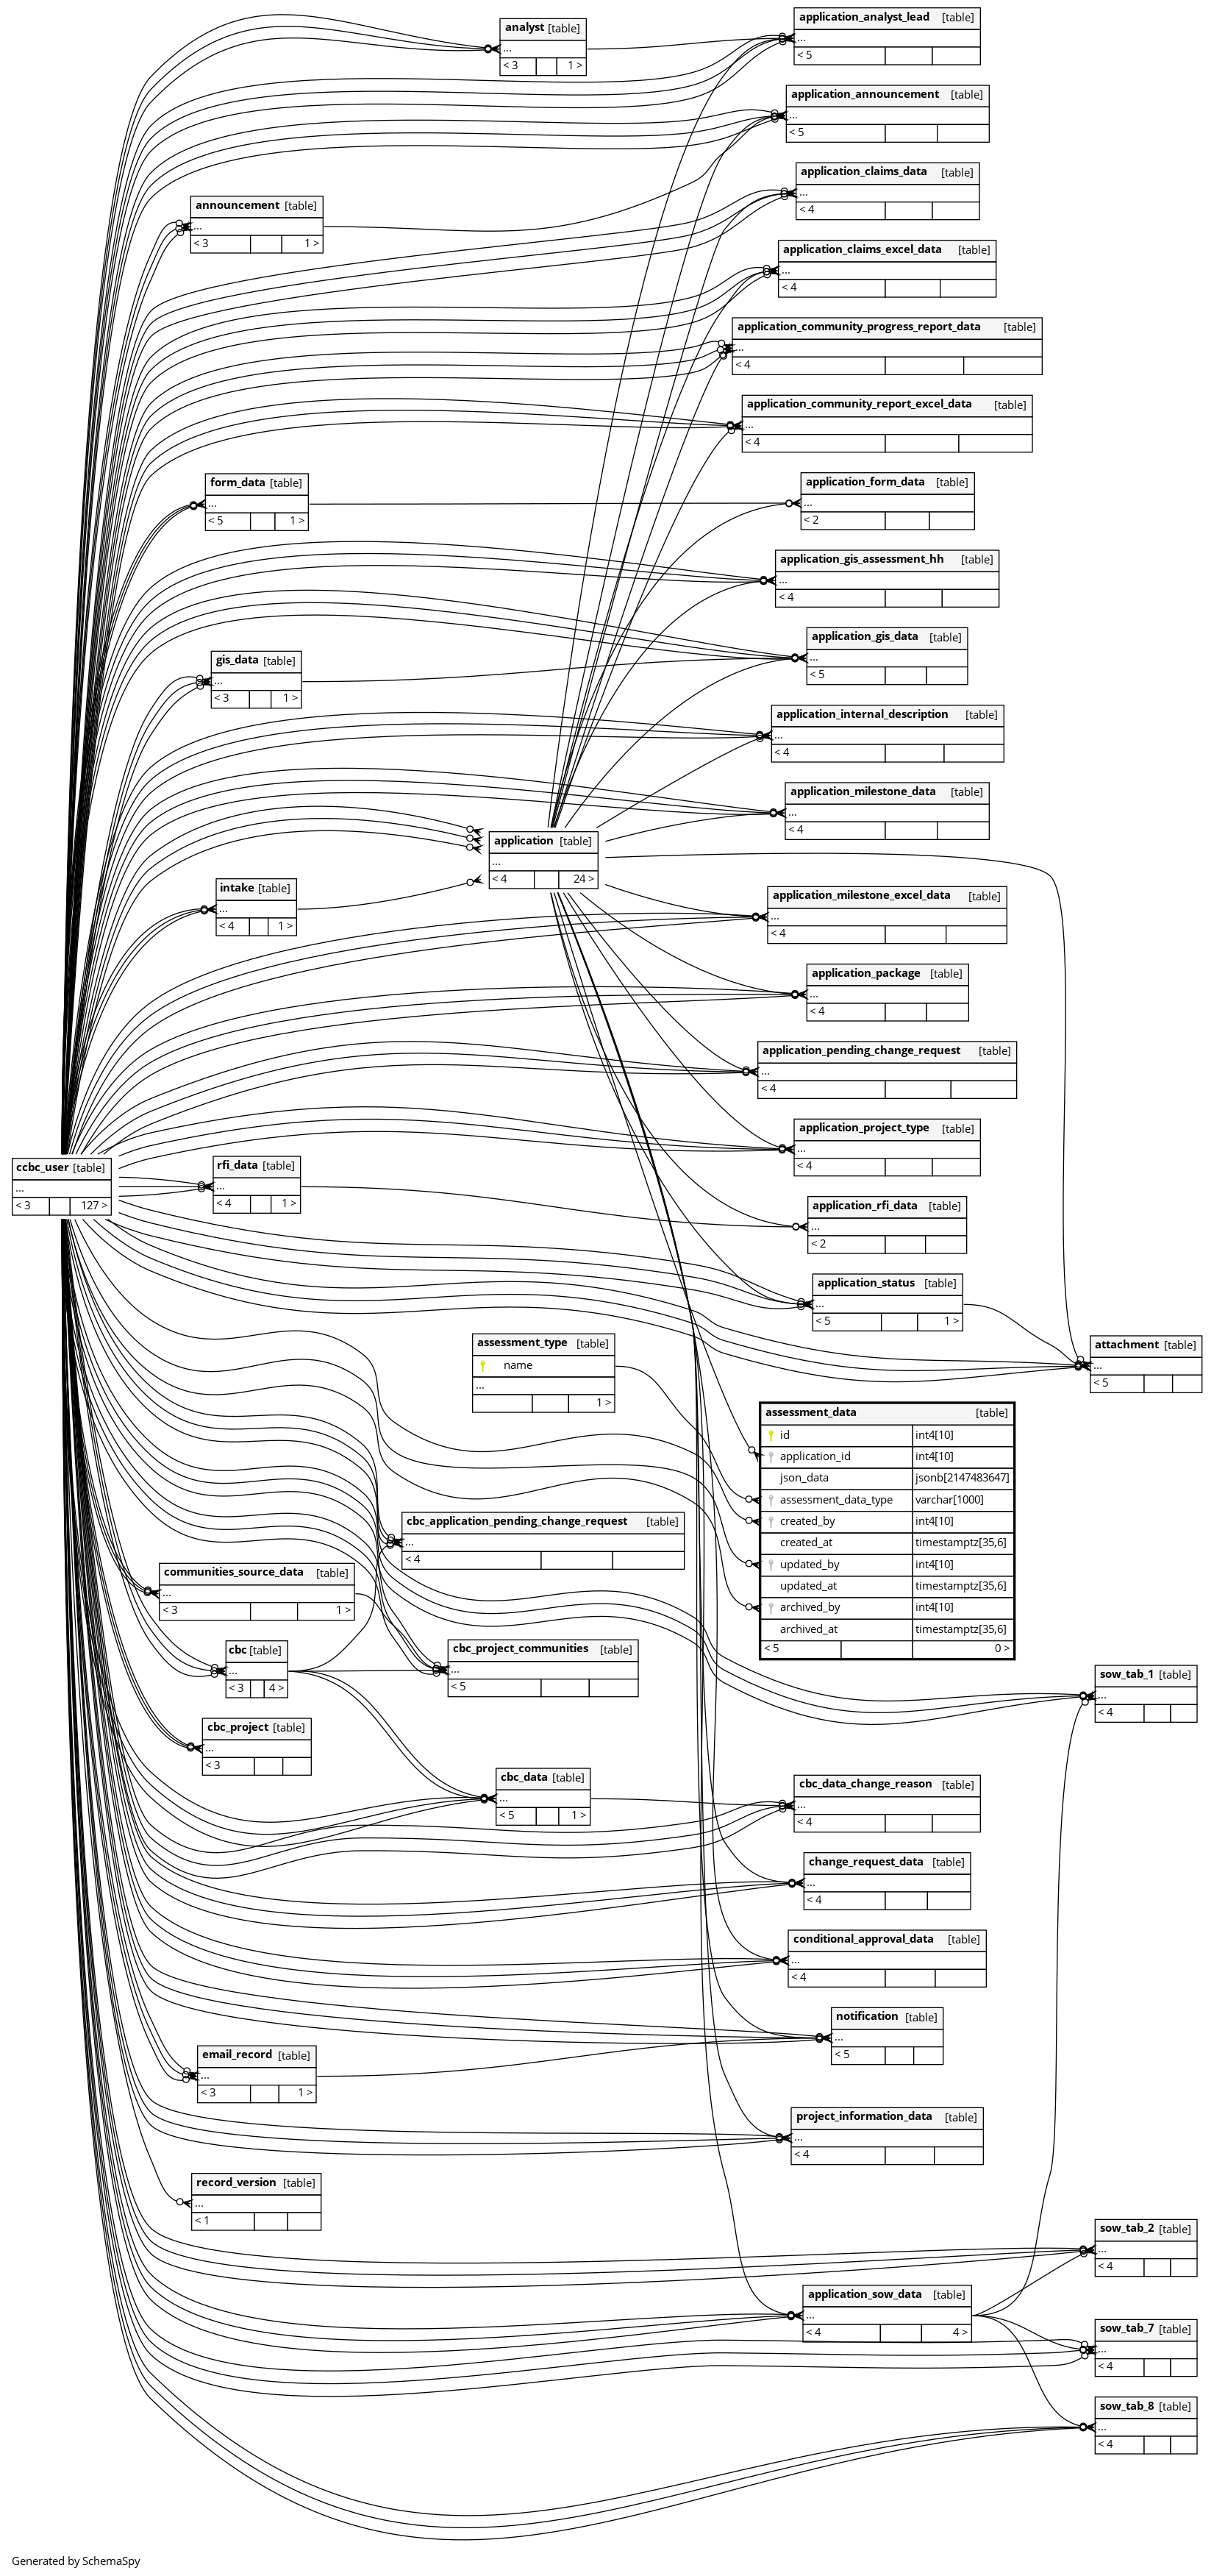 analyst [table]
...
< 3 1 >
application_analyst_lead [table]
...
< 5
application_announcement [table]
...
< 5
application_claims_data [table]
...
< 4
announcement [table]
...
< 3 1 >
application_claims_excel_data [table]
...
< 4
application_community_progress_report_data [table]
...
< 4
application_community_report_excel_data [table]
...
< 4
form_data [table]
...
< 5 1 >
application_form_data [table]
...
< 2
application_gis_assessment_hh [table]
...
< 4
application_gis_data [table]
...
< 5
gis_data [table]
...
< 3 1 >
application_internal_description [table]
...
< 4
application_milestone_data [table]
...
< 4
application [table]
...
< 4 24 >
intake [table]
...
< 4 1 >
application_milestone_excel_data [table]
...
< 4
application_package [table]
...
< 4
application_pending_change_request [table]
...
< 4
application_project_type [table]
...
< 4
ccbc_user [table]
...
< 3 127 >
rfi_data [table]
...
< 4 1 >
application_rfi_data [table]
...
< 2
application_status [table]
...
< 5 1 >
assessment_type [table]
name
...
1 >
attachment [table]
...
< 5
assessment_data [table]
id int4[10]
application_id int4[10]
json_data jsonb[2147483647]
assessment_data_type varchar[1000]
created_by int4[10]
created_at timestamptz[35,6]
updated_by int4[10]
updated_at timestamptz[35,6]
archived_by int4[10]
archived_at timestamptz[35,6]
< 5 0 >
cbc_application_pending_change_request [table]
...
< 4
communities_source_data [table]
...
< 3 1 >
cbc [table]
...
< 3 4 >
cbc_project_communities [table]
...
< 5
sow_tab_1 [table]
...
< 4
cbc_project [table]
...
< 3
cbc_data [table]
...
< 5 1 >
cbc_data_change_reason [table]
...
< 4
change_request_data [table]
...
< 4
conditional_approval_data [table]
...
< 4
notification [table]
...
< 5
email_record [table]
...
< 3 1 >
project_information_data [table]
...
< 4
record_version [table]
...
< 1
sow_tab_2 [table]
...
< 4
application_sow_data [table]
...
< 4 4 >
sow_tab_7 [table]
...
< 4
sow_tab_8 [table]
...
< 4
Generated by SchemaSpy